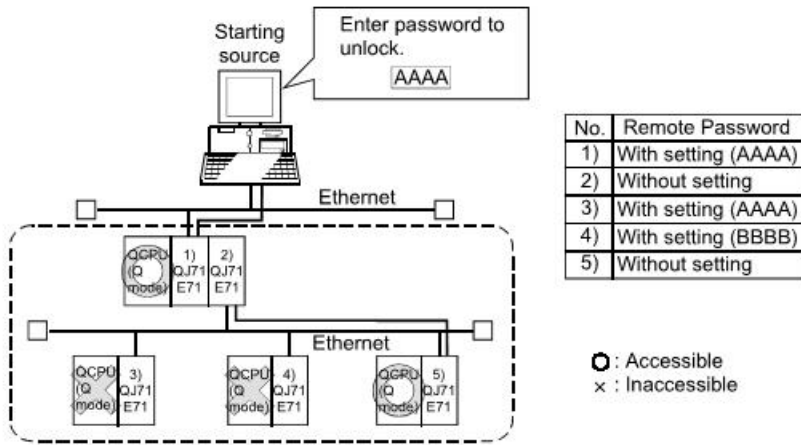 Starting
source
Enter password to
unlock.
AAAA
No. Remote Password
1) With setting (AAAA)
2) Without setting
3) With setting (AAAA)
4) With setting (BBBB)
5) Without setting
Ethernet
QCPU
(Q
mode)
1)
QJ71
E71
2)
QJ71
E71
Ethernet
QCPU
(Q
mode)
3)
QJ71
E71
QCPU
(Q
mode)
4)
QJ71
E71
QCPU
(Q
mode)
5)
QJ71
E71
: Accessible
× : Inaccessible